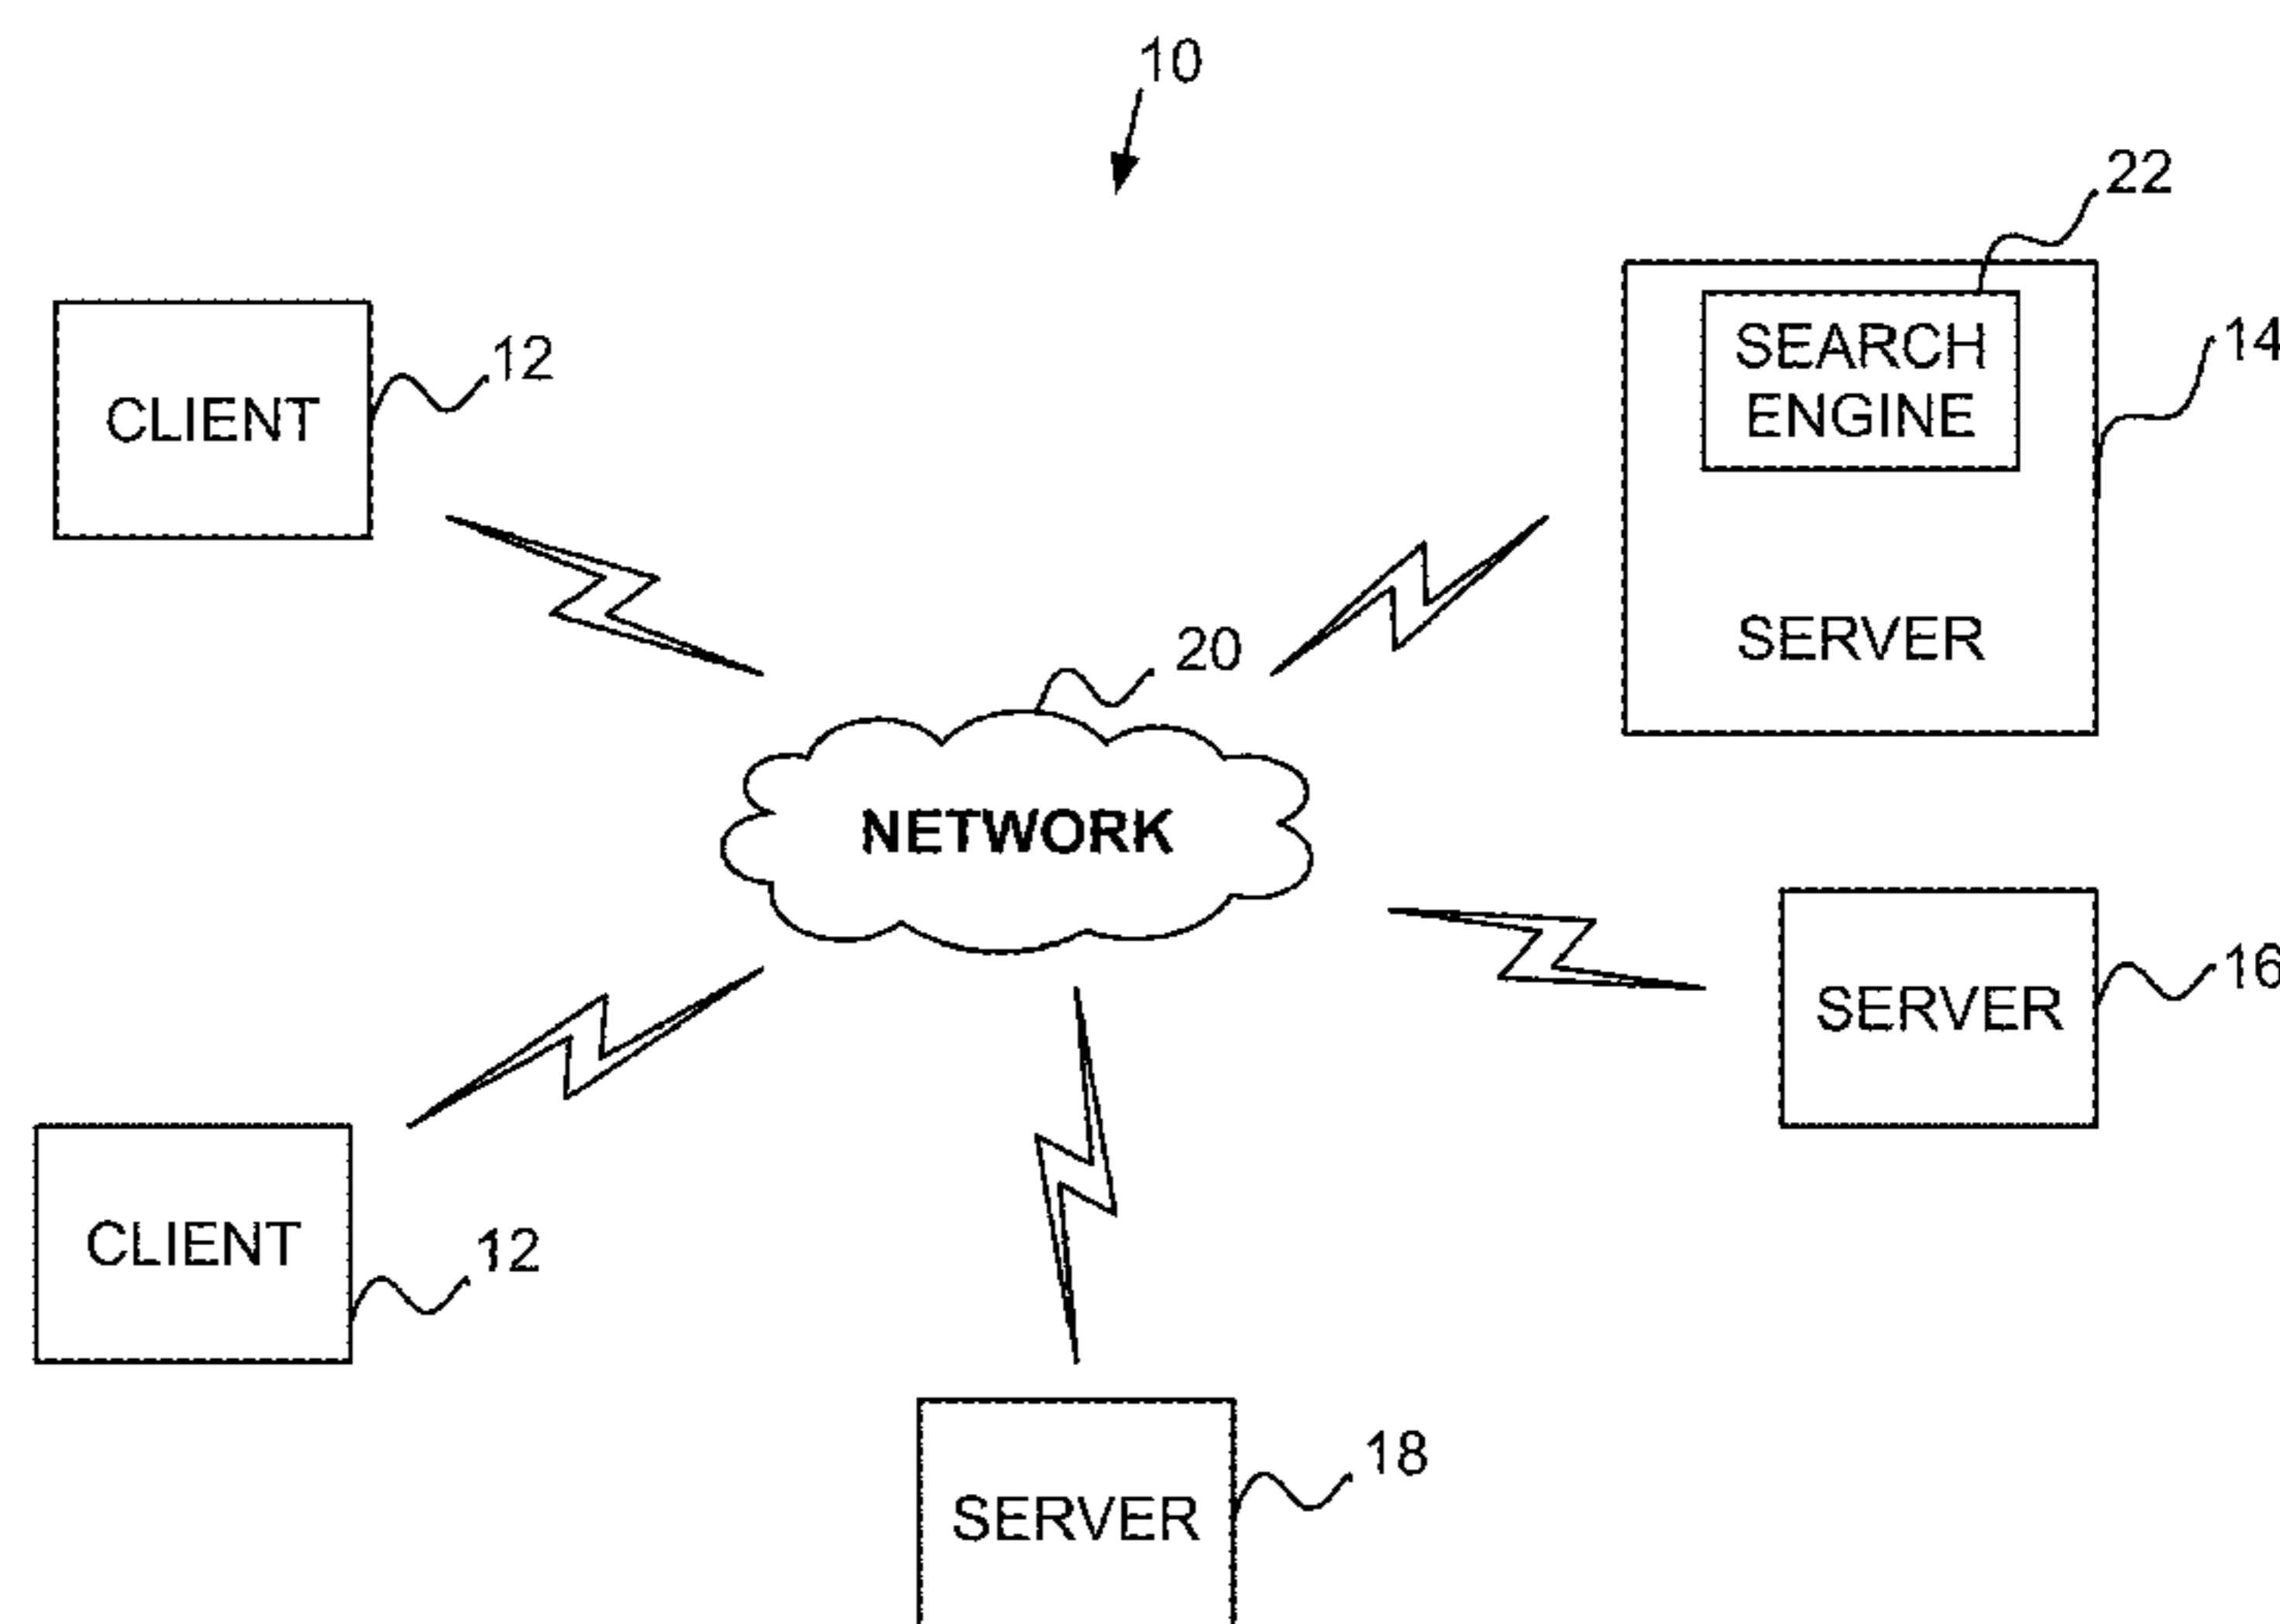 10
22
SEARCH
ENGINE
14
12
CLIENT
SERVER
20
NETWORK
16
SERVER
12
CLIENT
18
SERVER